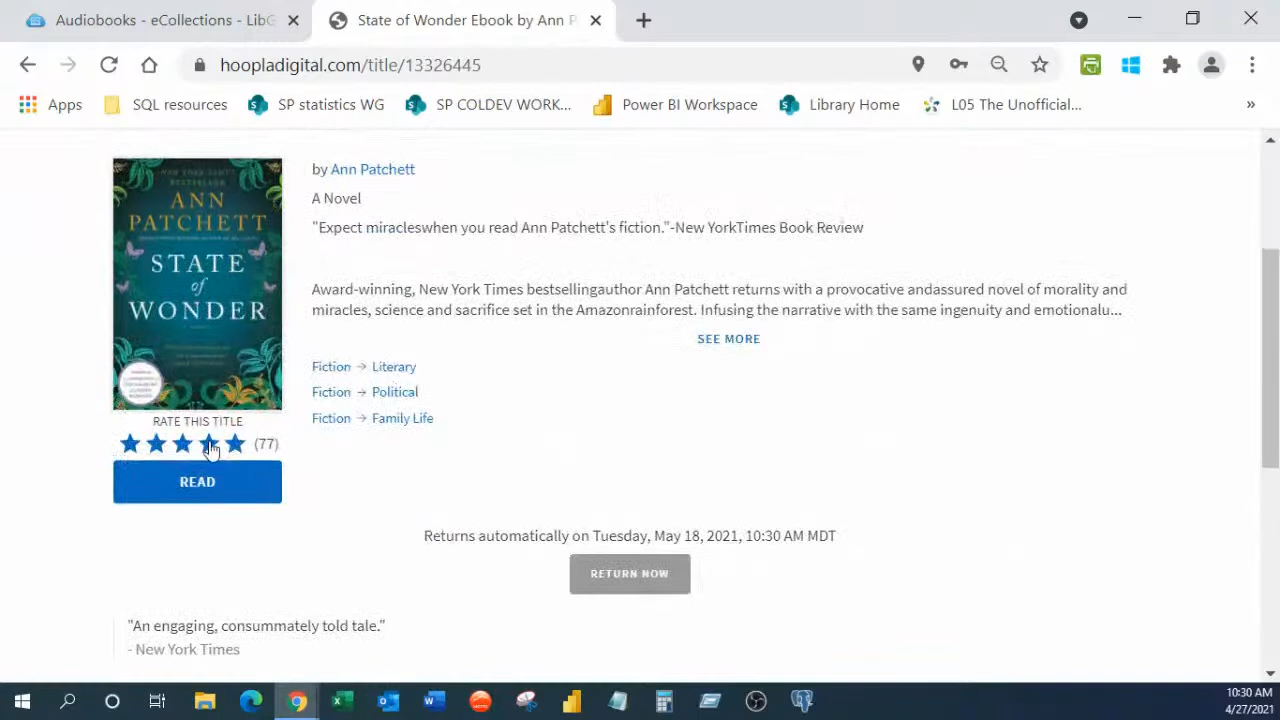 Audiobooks - eCollections - LibG
State of Wonder Ebook by Ann P
hoopladigital.com/title/13326445
Apps
SQL resources
SP statistics WG
SP COLDEV WORK...
Power BI Workspace
Library Home
L05 The Unofficial...
»
ANN
PATCHETT
STATE
of
WONDER
by Ann Patchett
A Novel
"Expect miracleswhen you read Ann Patchett's fiction."-New YorkTimes Book Review
Award-winning, New York Times bestsellingauthor Ann Patchett returns with a provocative andassured novel of morality and
miracles, science and sacrifice set in the Amazonrainforest. Infusing the narrative with the same ingenuity and emotionalu...
SEE MORE
Fiction → Literary
Fiction → Political
Fiction → Family Life
RATE THIS TITLE
(77)
READ
Returns automatically on Tuesday, May 18, 2021, 10:30 AM MDT
RETURN NOW
"An engaging, consummately told tale."
- New York Times
10:30 AM
4/27/2021